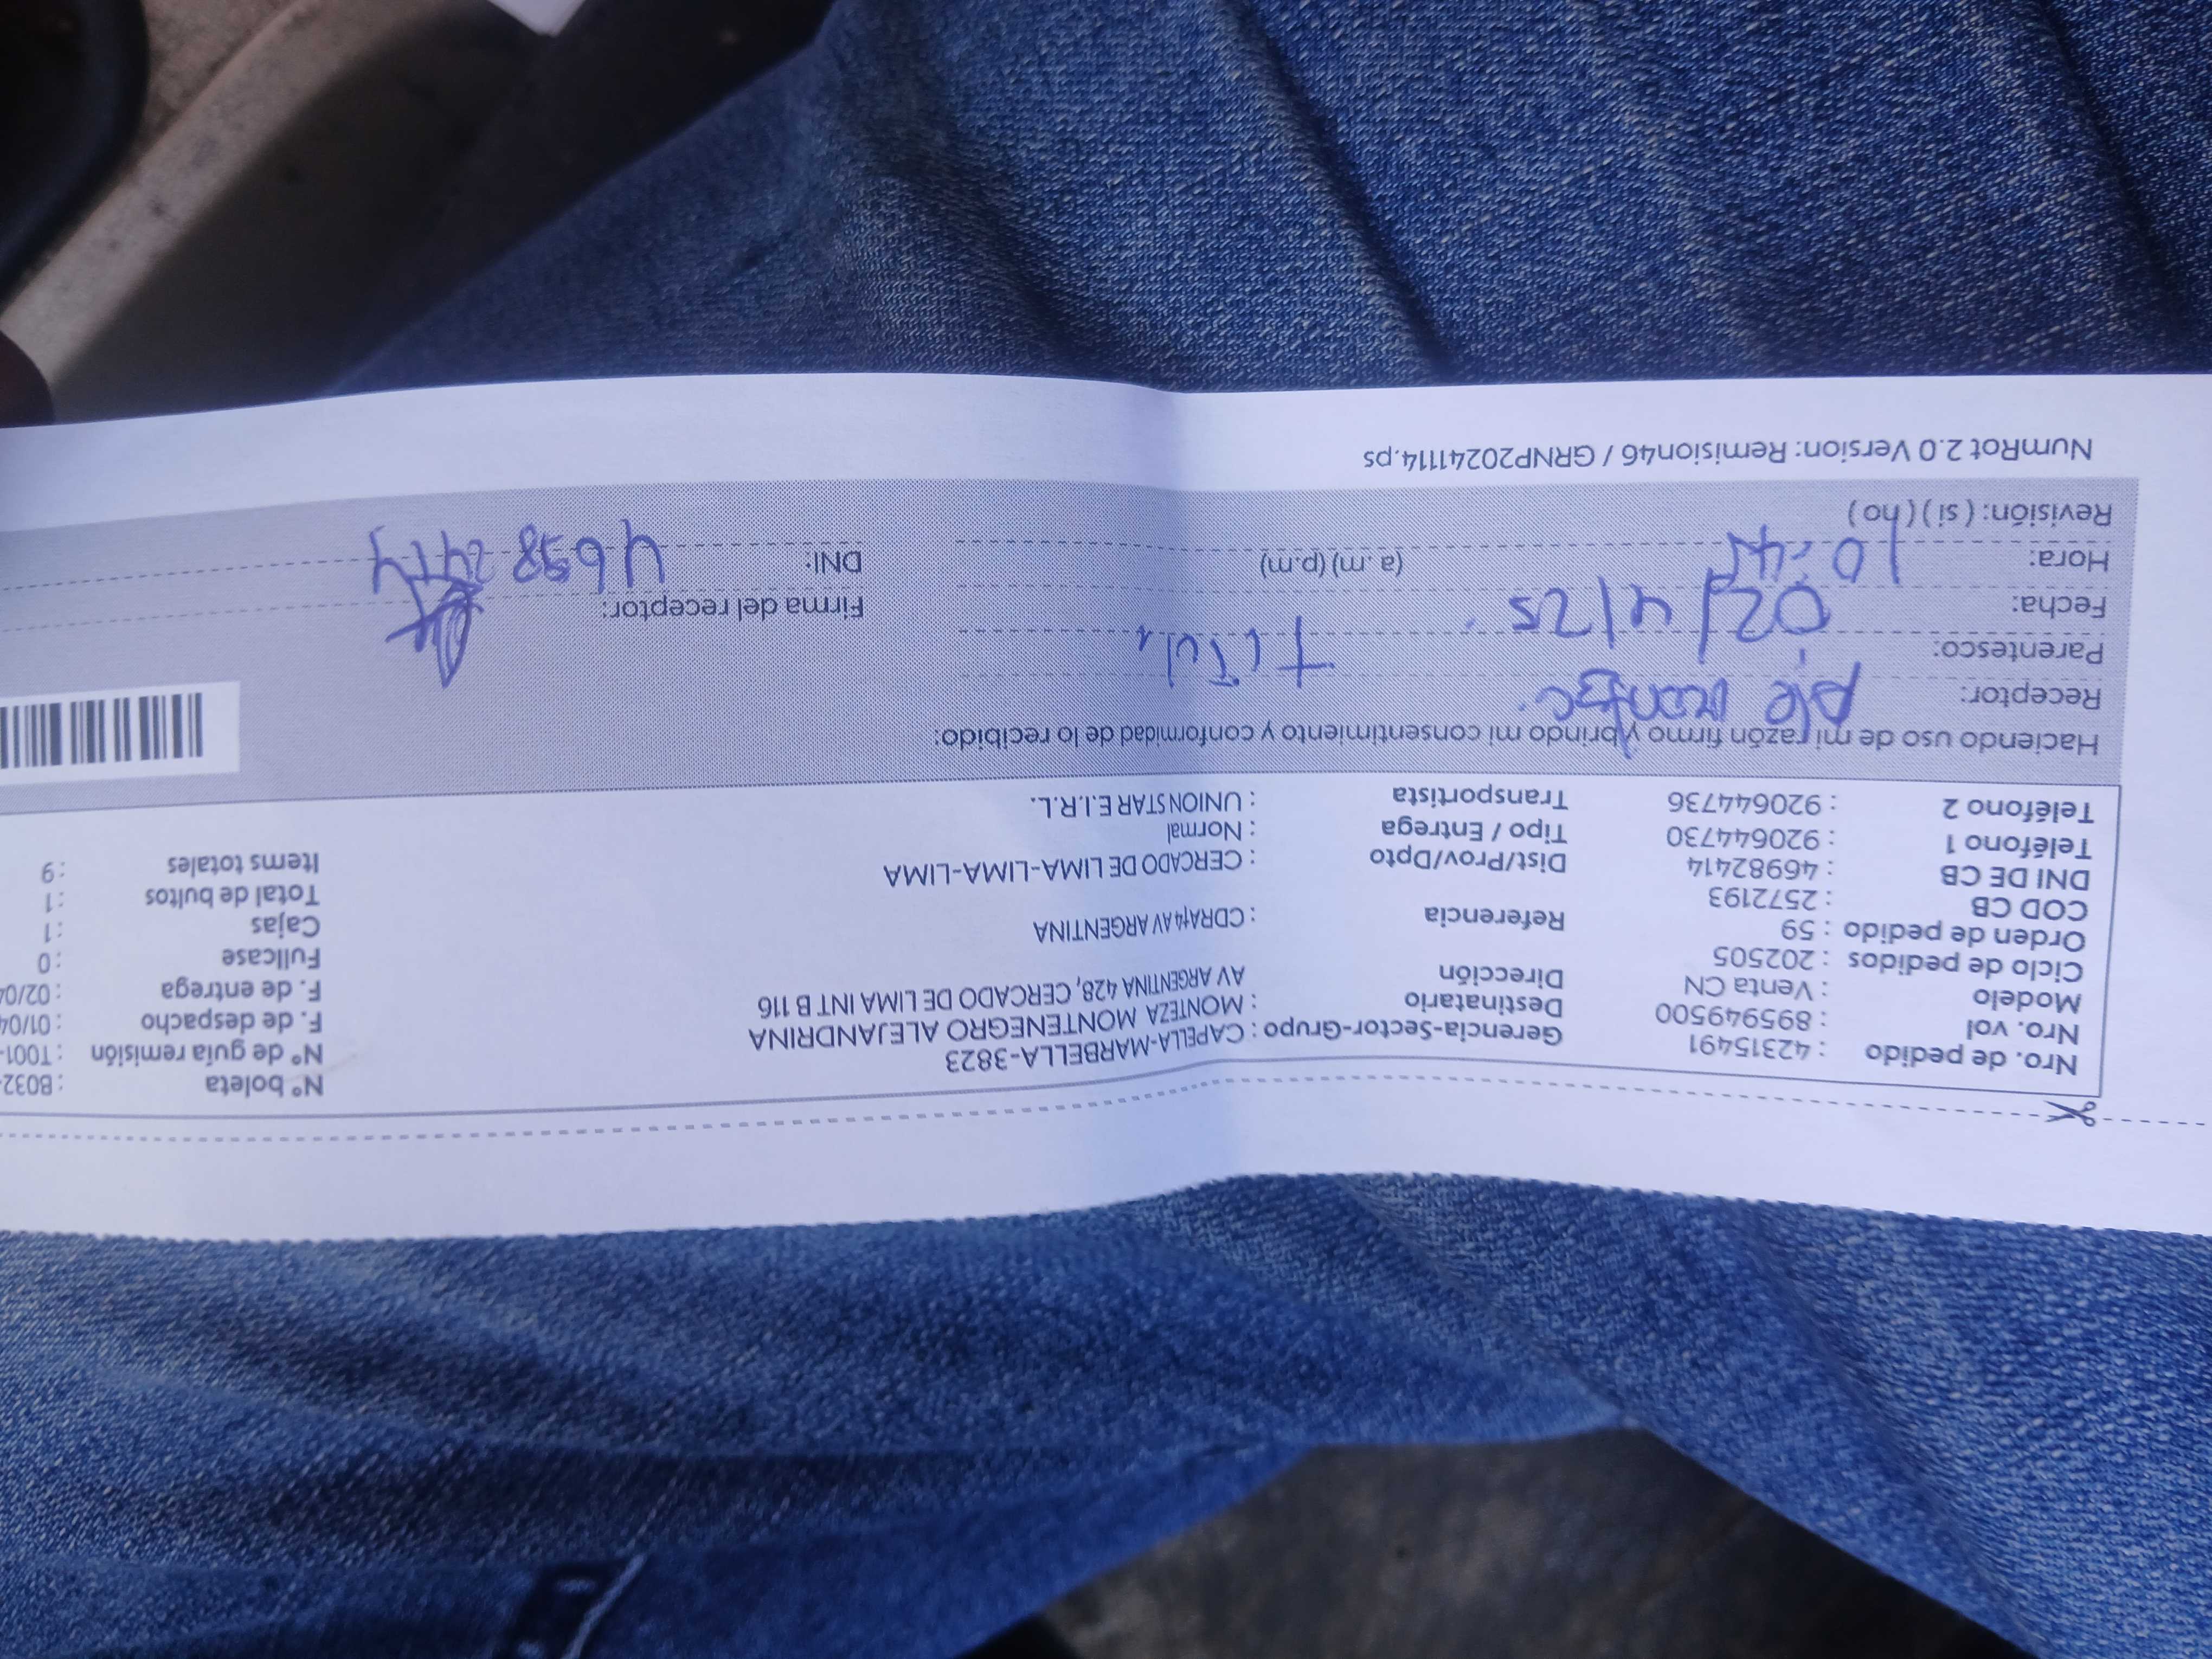 Nro. de pedido : 42315491 Gerencia-Sector-Grupo : CAPELLA-MARBELLA-3823 N° boleta : B032-
Nro. vol : 895949500 Destinatario : MONTEZA MONTENEGRO ALEJANDRINA N° de guía remisión : T001-
Modelo : Venta CN Dirección AV ARGENTINA 428, CERCADO DE LIMA INT B 116 F. de despacho : 01/04
Ciclo de pedidos : 202505 F. de entrega : 02/04
Orden de pedido : 59 Referencia : CDRA 4 AV ARGENTINA Fullcase : 0
COD CB : 2572193 Cajas : 1
DNI DE CB : 46982414 Dist/Prov/Dpto : CERCADO DE LIMA-LIMA-LIMA Total de bultos : 1
Teléfono 1 : 920644730 Tipo / Entrega : Normal Items totales : 9
Teléfono 2 : 920644736 Transportista : UNION STAR E.I.R.L.
Haciendo uso de mi razón firmo y brindo mi consentimiento y conformidad de lo recibido:
Receptor:
Parentesco:
Fecha: 02/4/25 Firma del receptor:
Hora: 10:45 (a.m) (p.m) DNI:
Revisión: ( si ) ( no )
NumRot 2.0 Version: Remision46 / GRNP20241114.ps